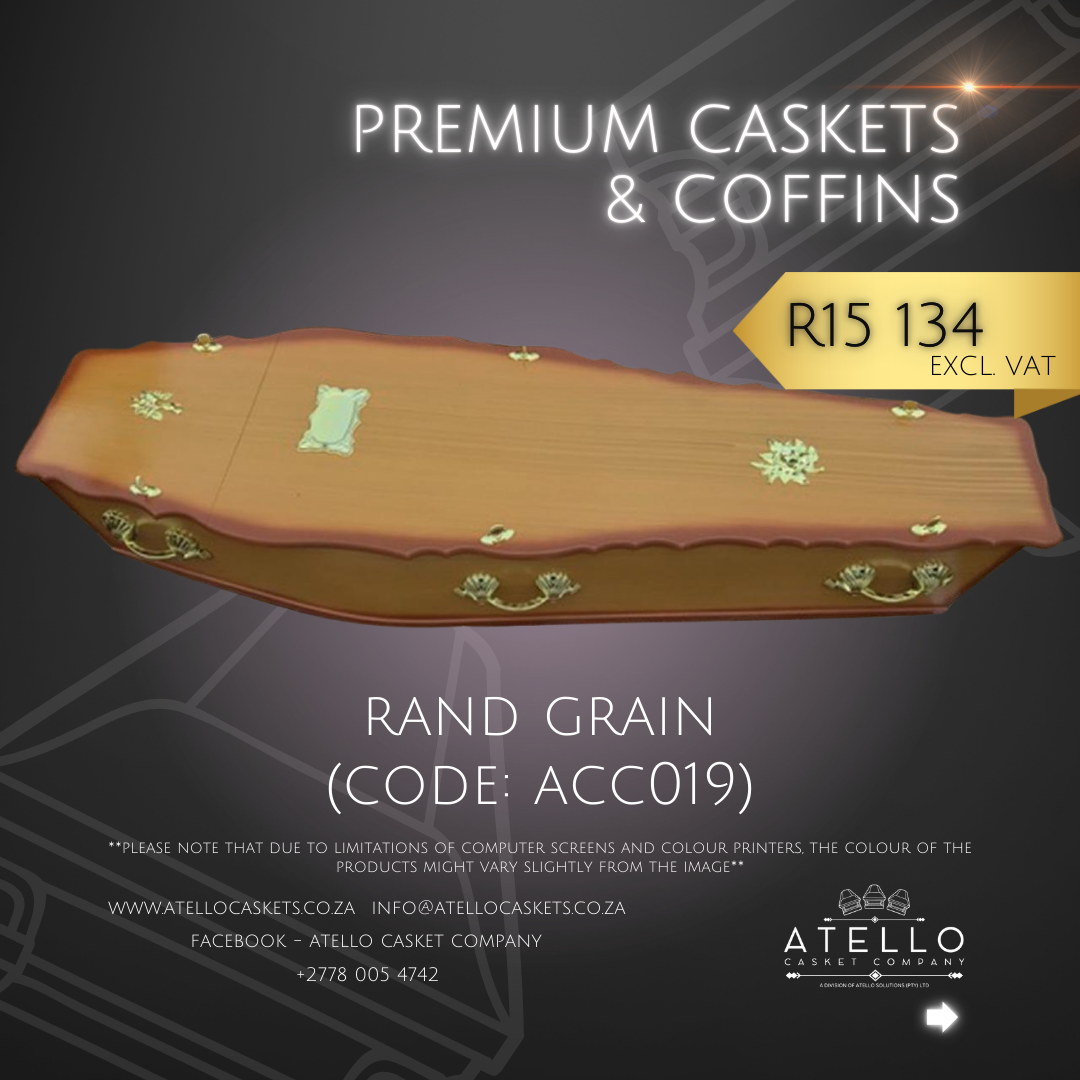 PREMIUM CASKETS
& COFFINS
R15 134
EXCL. VAT
RAND GRAIN
(CODE: ACC019)
**PLEASE NOTE THAT DUE TO LIMITATIONS OF COMPUTER SCREENS AND COLOUR PRINTERS, THE COLOUR OF THE
PRODUCTS MIGHT VARY SLIGHTLY FROM THE IMAGE**
WWW.ATELLOCASKETS.CO.ZA INFO@ATELLOCASKETS.CO.ZA
FACEBOOK - ATELLO CASKET COMPANY
+2778 005 4742
ATELLO
CASKET COMPANY
A DIVISION OF ATELLO SOLUTIONS (PTY) LTD